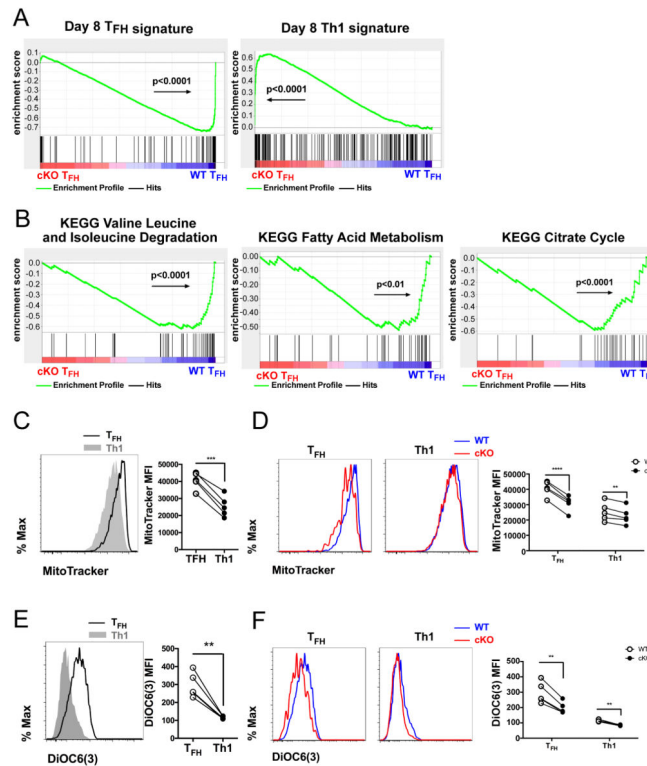 A
Day 8 TFH signature
Day 8 Th1 signature
enrichment score
0.1
0.0
-0.1
-0.2
-0.3
-0.4
-0.5
-0.6
-0.7
p<0.0001
cKO TFH
WT TFH
Enrichment Profile
Hits
enrichment score
0.6
0.5
0.4
0.3
0.2
0.1
0.0
p<0.0001
cKO TFH
WT TFH
Enrichment Profile
Hits
B
KEGG Valine Leucine
and Isoleucine Degradation
KEGG Fatty Acid Metabolism
KEGG Citrate Cycle
enrichment score
0.0
-0.1
-0.2
-0.3
-0.4
-0.5
-0.6
p<0.0001
cKO TFH
WT TFH
Enrichment Profile
Hits
enrichment score
0.00
-0.10
-0.20
-0.30
-0.40
-0.50
p<0.01
cKO TFH
WT TFH
Enrichment Profile
Hits
enrichment score
0.0
-0.1
-0.2
-0.3
-0.4
-0.5
-0.6
p<0.0001
cKO TFH
WT TF
Enrichment Profile
Hits
C
TFH
Th1
% Max
MitoTracker
MitoTracker MFI
50000
40000
30000
20000
10000
0
***
TFH
Th1
D
WT
cKO
TFH
Th1
% Max
MitoTracker
MitoTracker MFI
50000
40000
30000
20000
10000
0
****
**
TFH
Th1
E
TFH
Th1
% Max
DiOC6(3)
DiOC6(3) MFI
500
400
300
200
100
0
**
TFH
Th1
F
WT
cKO
TFH
Th1
% Max
DiOC6(3)
DiOC6(3) MFI
500
400
300
200
100
0
**
**
TFH
Th1